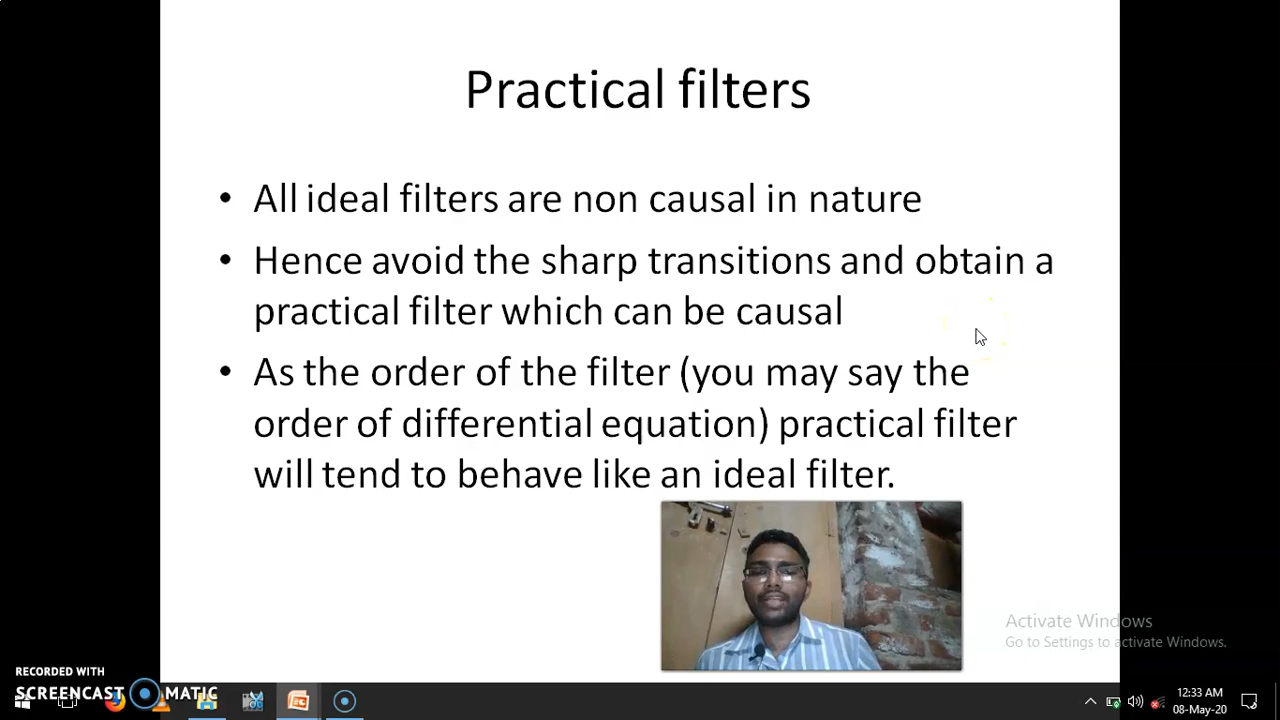 Practical filters
• All ideal filters are non causal in nature
• Hence avoid the sharp transitions and obtain a
practical filter which can be causal
• As the order of the filter (you may say the
order of differential equation) practical filter
will tend to behave like an ideal filter.
Activate Windows
Go to Settings to activate Windows.
RECORDED WITH
SCREENCAST MATIC
12:33 AM
08-May-20